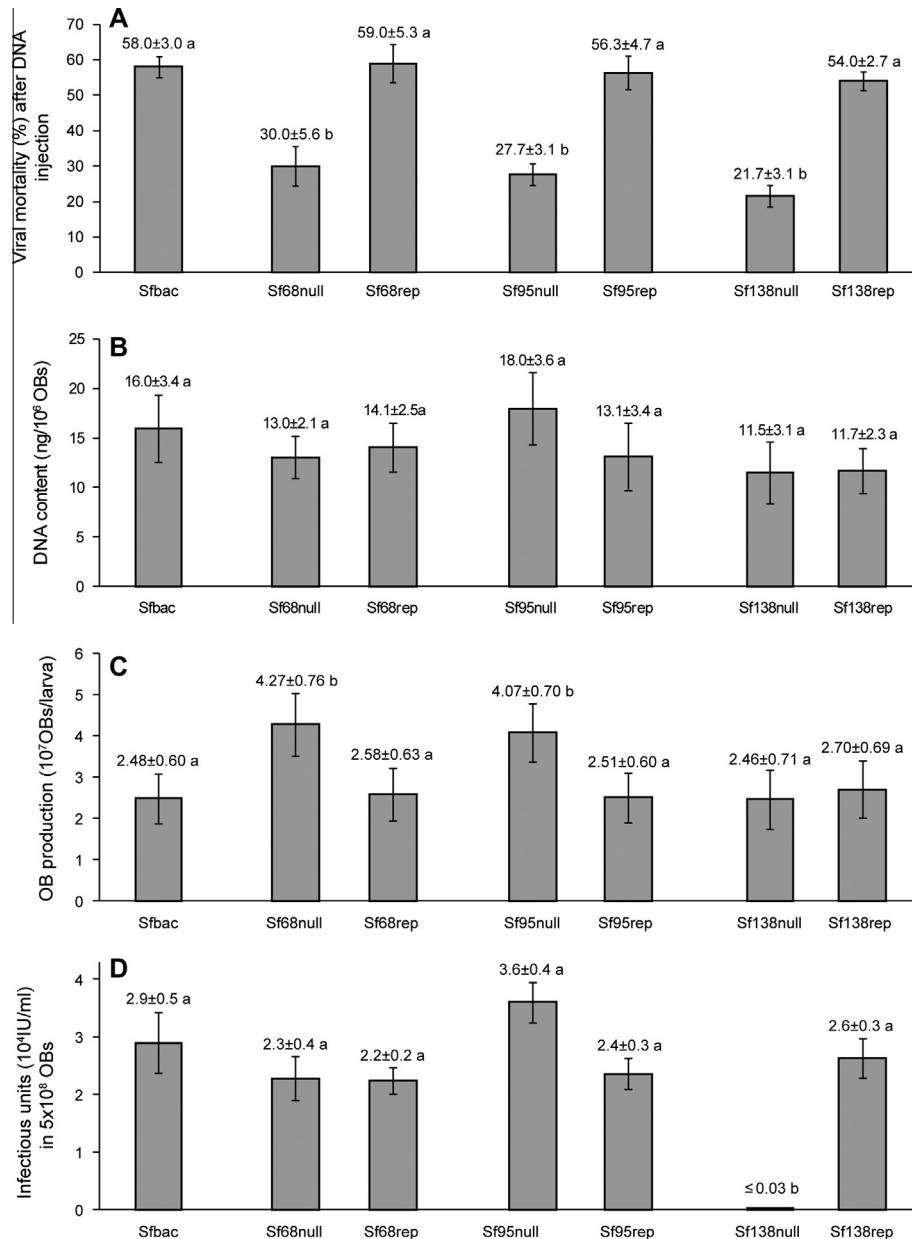 A
Viral mortality (%) after DNA
injection
70
60
50
40
30
20
10
0
58.0±3.0 a
30.0±5.6 b
59.0±5.3 a
27.7±3.1 b
56.3±4.7 a
21.7±3.1 b
54.0±2.7 a
Sfbac Sf68null Sf68rep Sf95null Sf95rep Sf138null Sf138rep
B
DNA content (ng/10⁶ OBs)
25
20
15
10
5
0
16.0±3.4 a
13.0±2.1 a
14.1±2.5a
18.0±3.6 a
13.1±3.4 a
11.5±3.1 a
11.7±2.3 a
Sfbac Sf68null Sf68rep Sf95null Sf95rep Sf138null Sf138rep
C
OB production (10⁷OBs/larva)
6
5
4
3
2
1
0
2.48±0.60 a
4.27±0.76 b
2.58±0.63 a
4.07±0.70 b
2.51±0.60 a
2.46±0.71 a
2.70±0.69 a
Sfbac Sf68null Sf68rep Sf95null Sf95rep Sf138null Sf138rep
D
Infectious units (10⁴IU/ml)
in 5x10⁸ OBs
4
3
2
1
0
2.9±0.5 a
2.3±0.4 a
2.2±0.2 a
3.6±0.4 a
2.4±0.3 a
≤0.03 b
2.6±0.3 a
Sfbac Sf68null Sf68rep Sf95null Sf95rep Sf138null Sf138rep